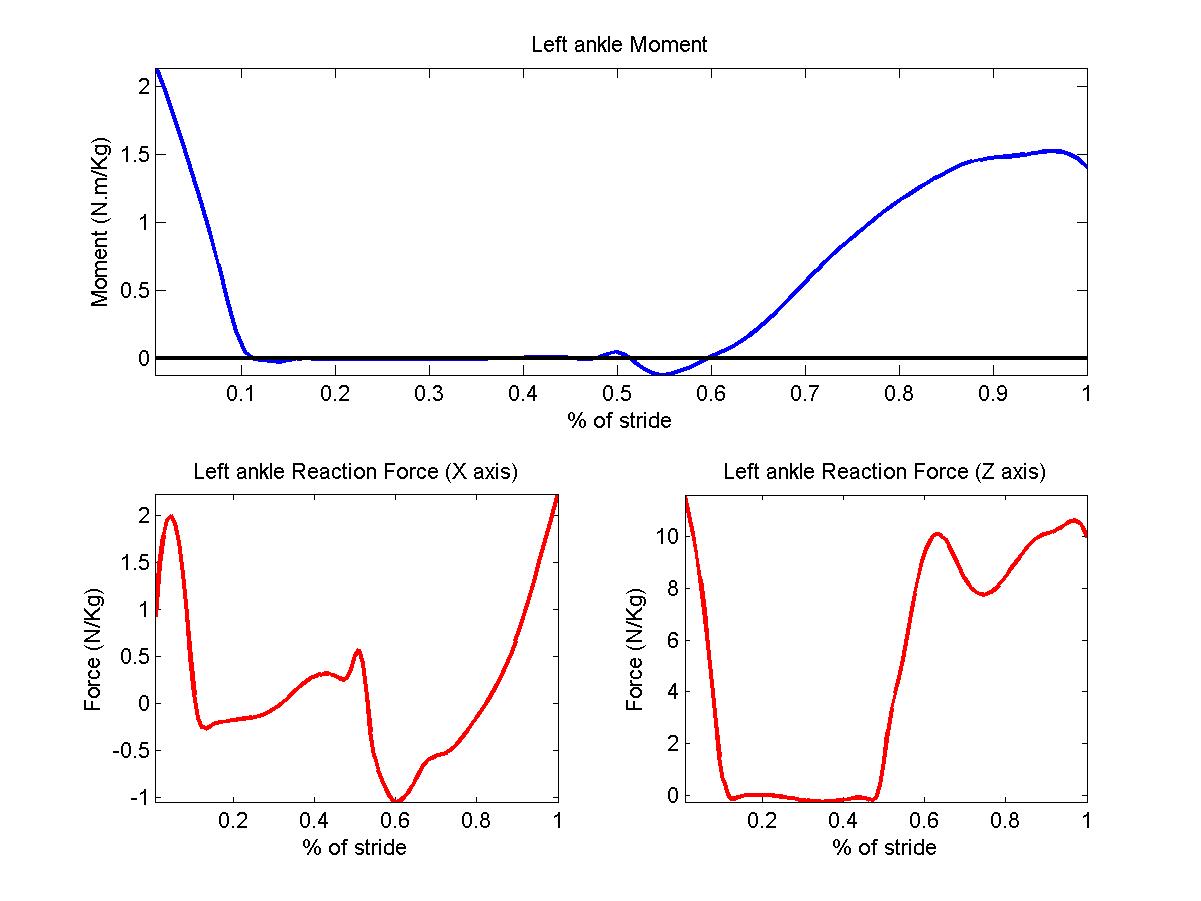 Left ankle Moment
Moment (N.m/Kg)
2
1.5
1
0.5
0
0.1 0.2 0.3 0.4 0.5 0.6 0.7 0.8 0.9 1
% of stride
Left ankle Reaction Force (X axis)
Force (N/Kg)
2
1.5
1
0.5
0
-0.5
-1
0.2 0.4 0.6 0.8 1
% of stride
Left ankle Reaction Force (Z axis)
Force (N/Kg)
10
8
6
4
2
0
0.2 0.4 0.6 0.8 1
% of stride